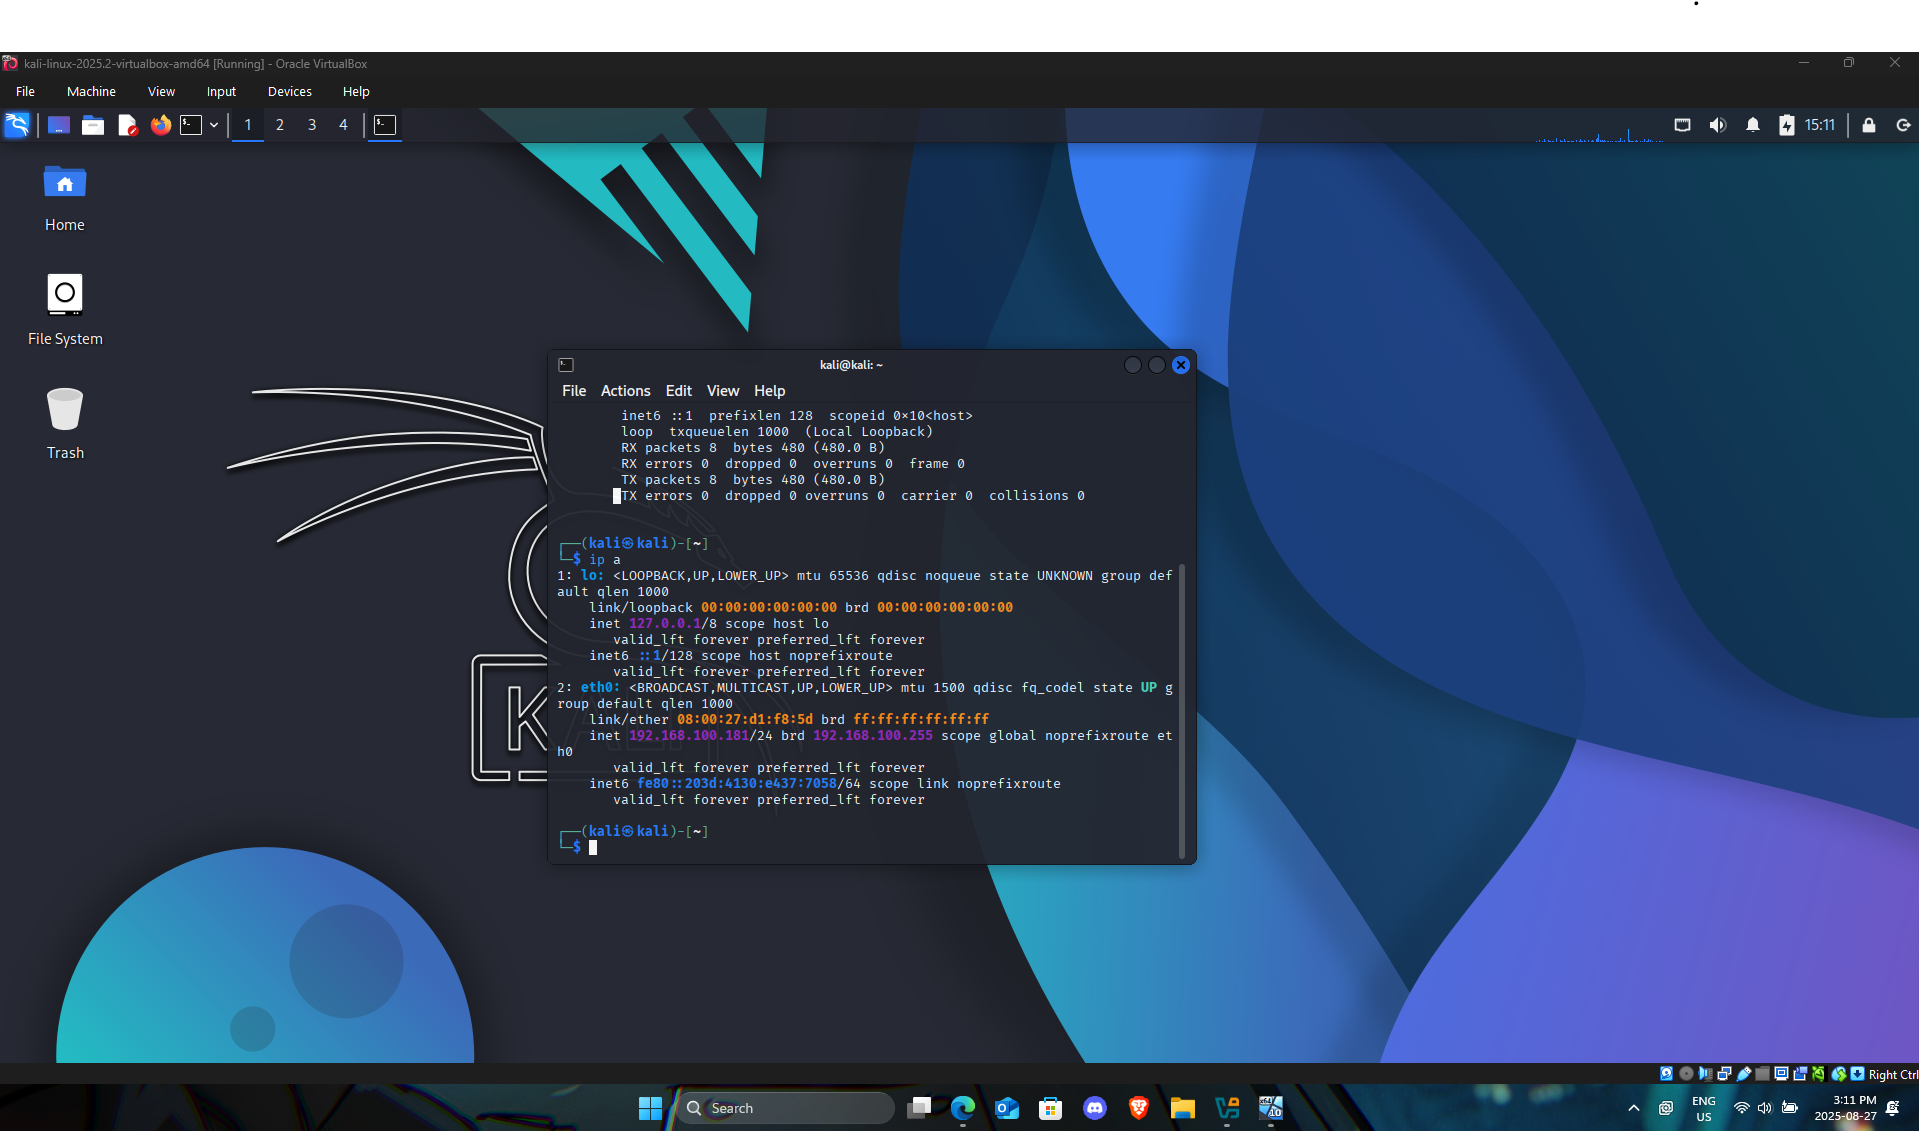 kali-linux-2025.2-virtualbox-amd64 [Running] - Oracle VirtualBox
File Machine View Input Devices Help
1 2 3 4 15:11
Home
File System
Trash
kali@kali: ~
File Actions Edit View Help
inet6 ::1 prefixlen 128 scopeid 0×10<host>
loop txqueuelen 1000 (Local Loopback)
RX packets 8 bytes 480 (480.0 B)
RX errors 0 dropped 0 overruns 0 frame 0
TX packets 8 bytes 480 (480.0 B)
TX errors 0 dropped 0 overruns 0 carrier 0 collisions 0
┌──(kali㉿kali)-[~]
└─$ ip a
1: lo: <LOOPBACK,UP,LOWER_UP> mtu 65536 qdisc noqueue state UNKNOWN group def
ault qlen 1000
link/loopback 00:00:00:00:00:00 brd 00:00:00:00:00:00
inet 127.0.0.1/8 scope host lo
valid_lft forever preferred_lft forever
inet6 ::1/128 scope host noprefixroute
valid_lft forever preferred_lft forever
2: eth0: <BROADCAST,MULTICAST,UP,LOWER_UP> mtu 1500 qdisc fq_codel state UP g
roup default qlen 1000
link/ether 08:00:27:d1:f8:5d brd ff:ff:ff:ff:ff:ff
inet 192.168.100.181/24 brd 192.168.100.255 scope global noprefixroute et
h0
valid_lft forever preferred_lft forever
inet6 fe80::203d:4130:e437:7058/64 scope link noprefixroute
valid_lft forever preferred_lft forever
┌──(kali㉿kali)-[~]
└─$
Right Ctrl
Search
ENG
US
3:11 PM
2025-08-27